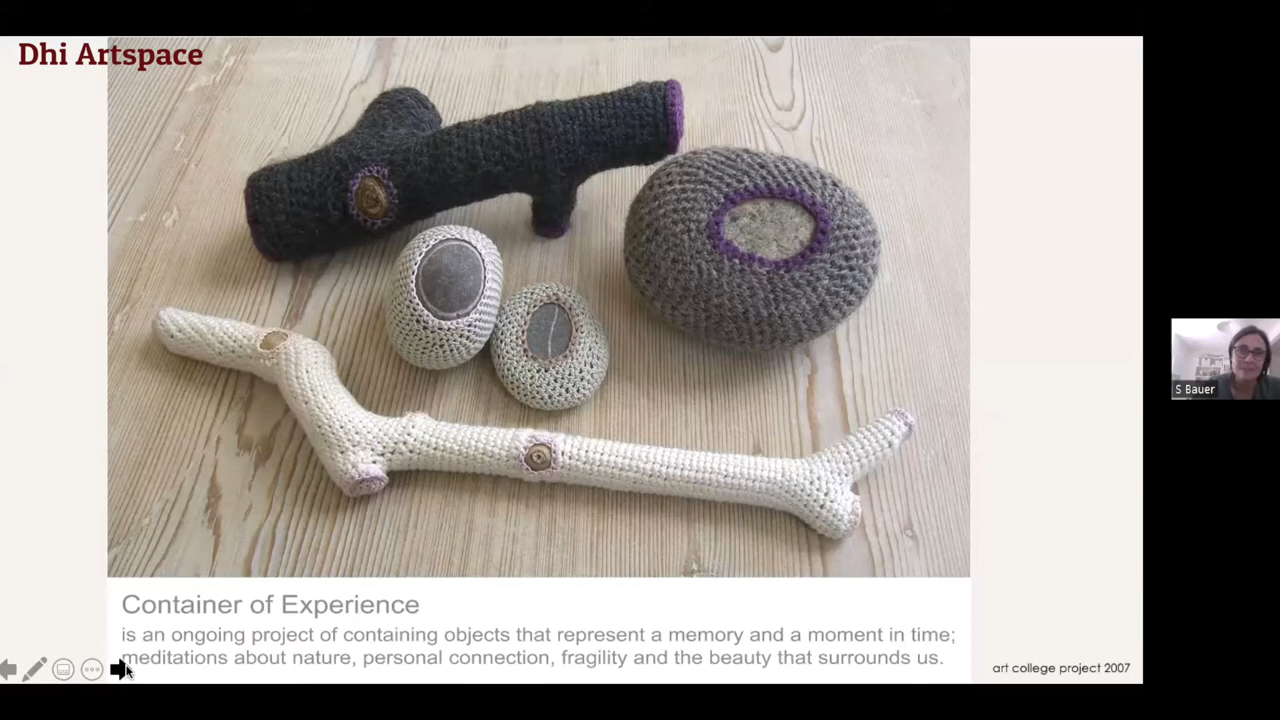 Dhi Artspace
S Bauer
Container of Experience
is an ongoing project of containing objects that represent a memory and a moment in time;
meditations about nature, personal connection, fragility and the beauty that surrounds us.
art college project 2007